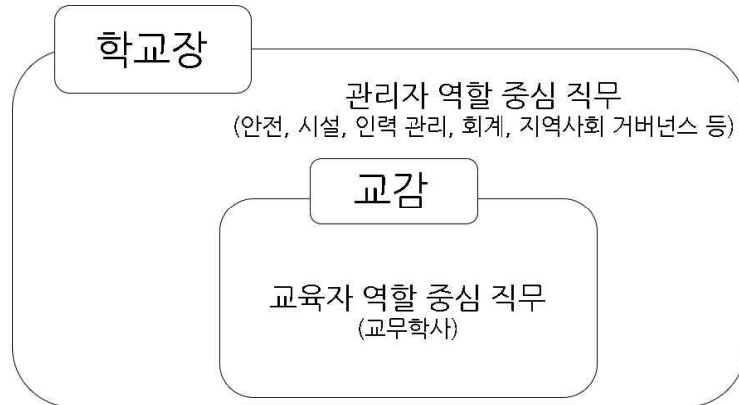 학교장
관리자 역할 중심 직무
(안전, 시설, 인력 관리, 회계, 지역사회 거버넌스 등)
교감
교육자 역할 중심 직무
(교무학사)